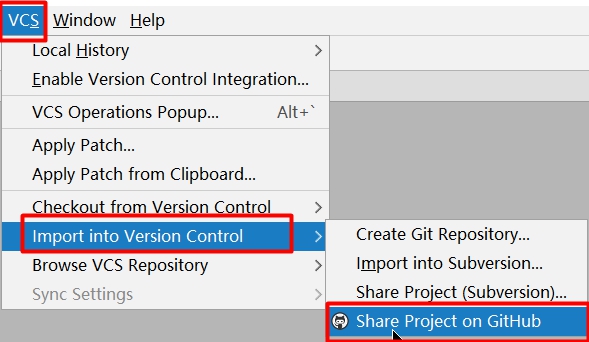 VCS Window Help
Local History
Enable Version Control Integration...
VCS Operations Popup... Alt+`
Apply Patch...
Apply Patch from Clipboard...
Checkout from Version Control
Import into Version Control
Browse VCS Repository
Sync Settings
Create Git Repository...
Import into Subversion...
Share Project (Subversion)...
Share Project on GitHub